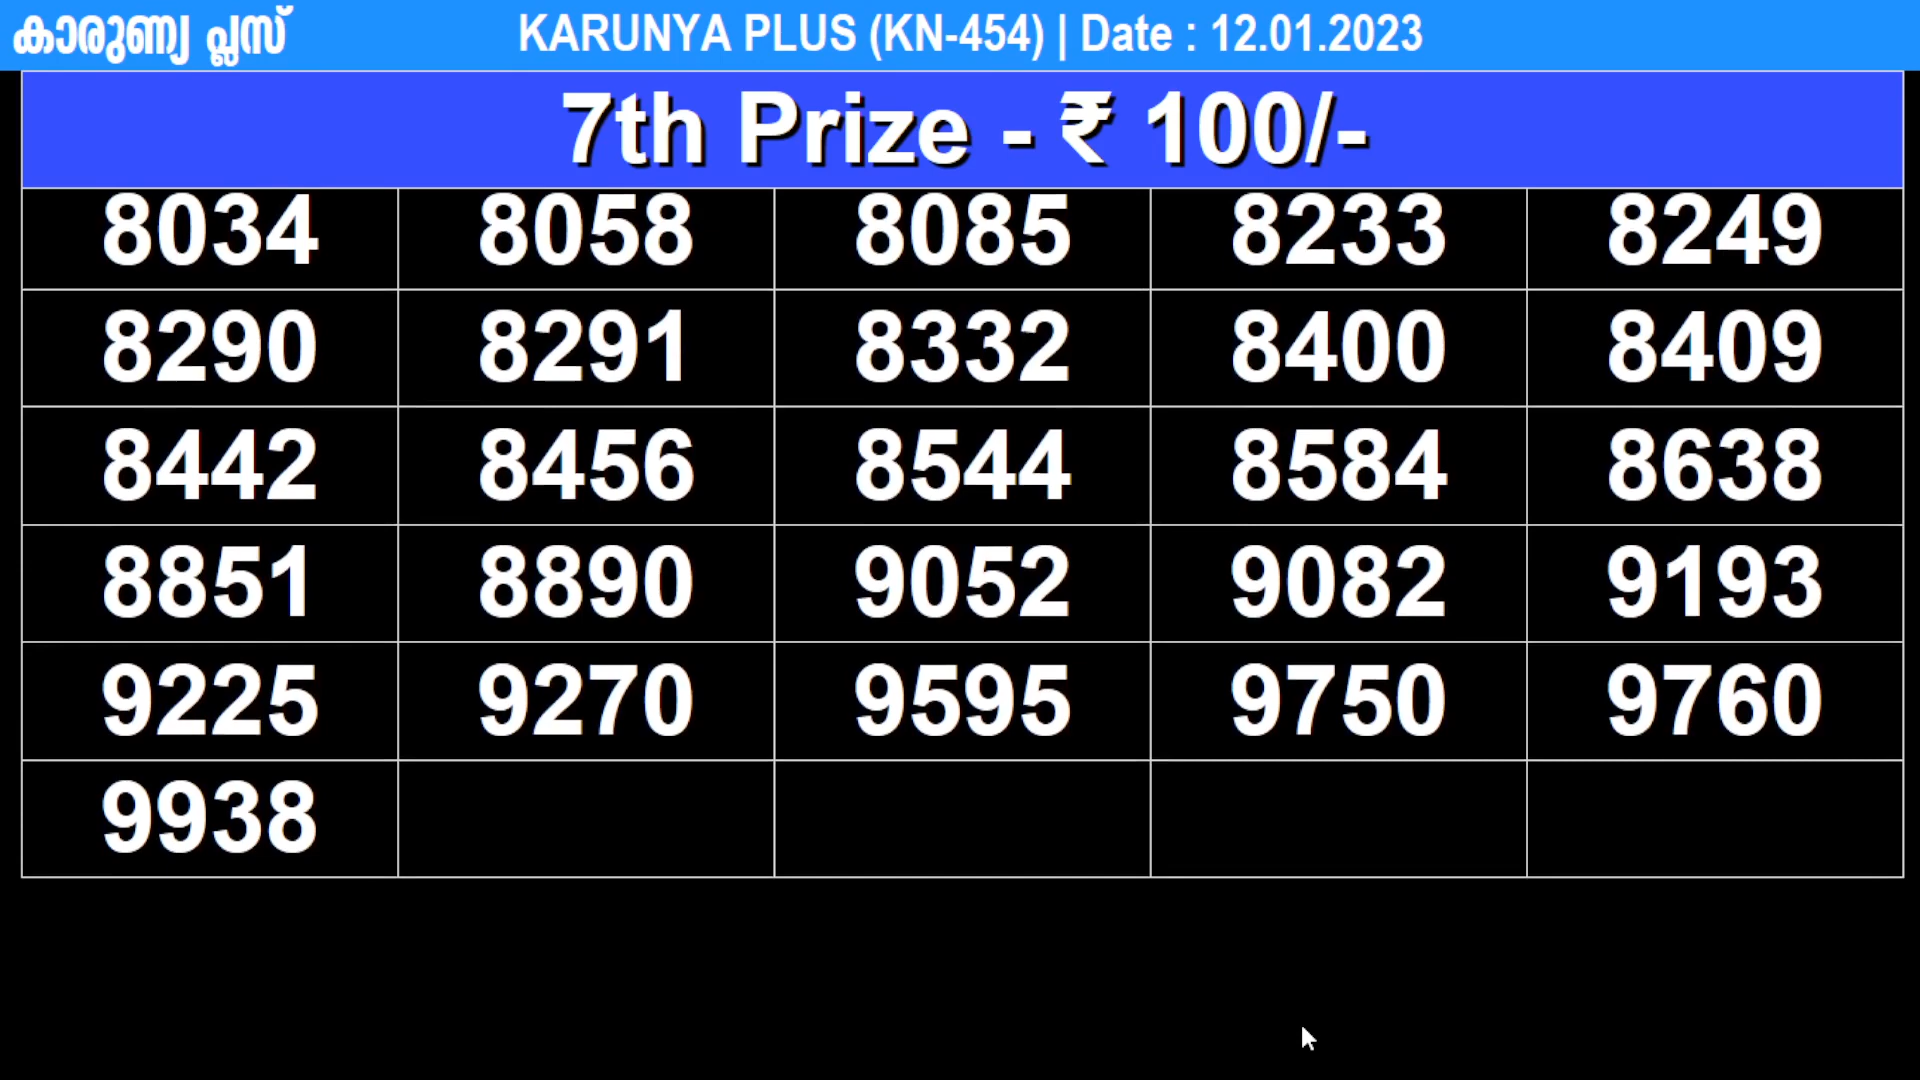 കാരുണ്യ പ്ലസ് KARUNYA PLUS (KN-454) | Date : 12.01.2023
7th Prize - ₹ 100/-
8034 8058 8085 8233 8249
8290 8291 8332 8400 8409
8442 8456 8544 8584 8638
8851 8890 9052 9082 9193
9225 9270 9595 9750 9760
9938